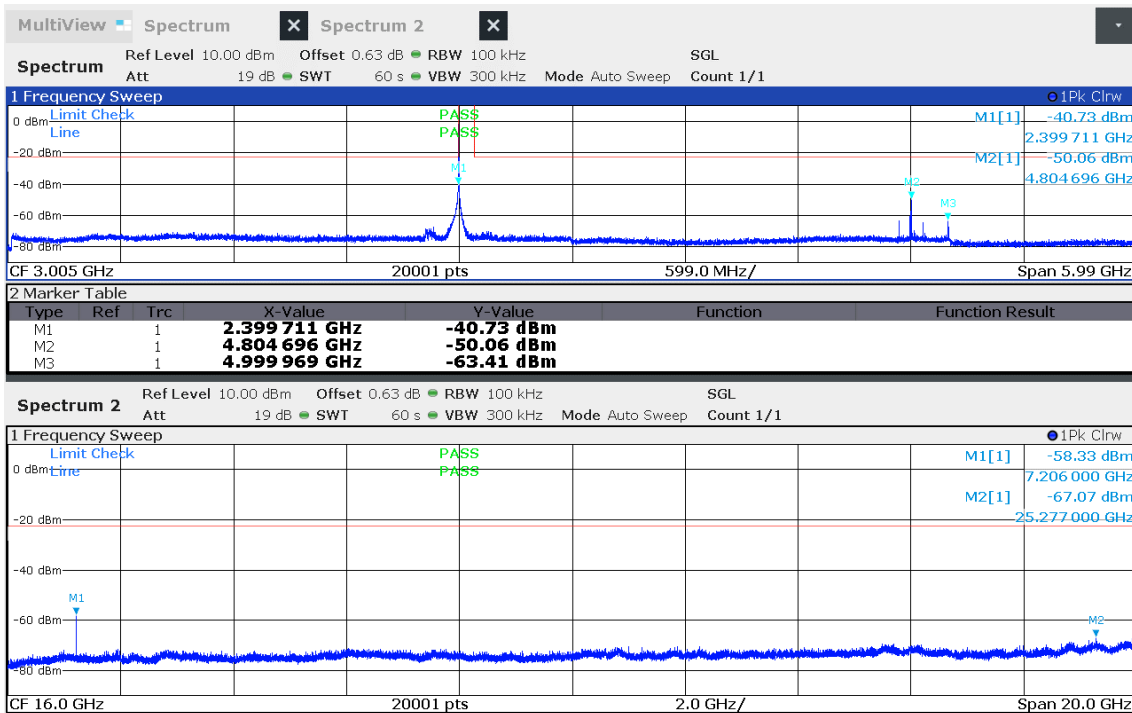 MultiView Spectrum Spectrum 2
Ref Level 10.00 dBm Offset 0.63 dB RBW 100 kHz SGL
Spectrum Att 19 dB SWT 60 s VBW 300 kHz Mode Auto Sweep Count 1/1
1 Frequency Sweep 1Pk Clrw
Limit Check PASS M1[1] -40.73 dBm
0 dBm
Line PASS 2.399 711 GHz
-20 dBm M2[1] -50.06 dBm
M1 4.804 696 GHz
-40 dBm M2
M3
-60 dBm
-80 dBm
CF 3.005 GHz 20001 pts 599.0 MHz/ Span 5.99 GHz
2 Marker Table
Type Ref Trc X-Value Y-Value Function Function Result
M1 1 2.399 711 GHz -40.73 dBm
M2 1 4.804 696 GHz -50.06 dBm
M3 1 4.999 969 GHz -63.41 dBm
Ref Level 10.00 dBm Offset 0.63 dB RBW 100 kHz SGL
Spectrum 2 Att 19 dB SWT 60 s VBW 300 kHz Mode Auto Sweep Count 1/1
1 Frequency Sweep 1Pk Clrw
Limit Check PASS M1[1] -58.33 dBm
0 dBm Line PASS 7.206 000 GHz
M2[1] -67.07 dBm
-20 dBm 25.277 000 GHz
-40 dBm
M1
-60 dBm M2
-80 dBm
CF 16.0 GHz 20001 pts 2.0 GHz/ Span 20.0 GHz